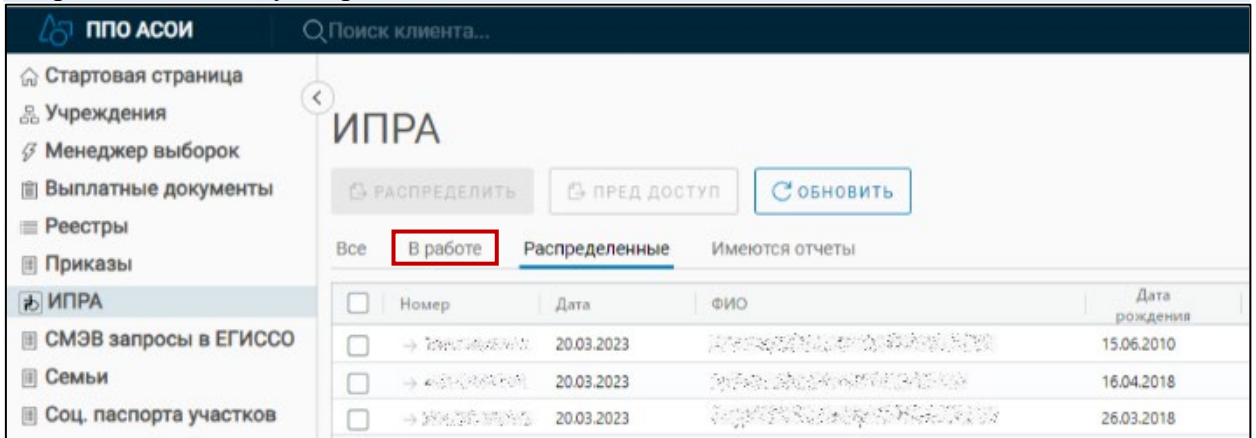 ППО АСОИ
Поиск клиента...
Стартовая страница
Учреждения
Менеджер выборок
Выплатные документы
Реестры
Приказы
ИПРА
СМЭВ запросы в ЕГИССО
Семьи
Соц. паспорта участков
ИПРА
РАСПРЕДЕЛИТЬ ПРЕД ДОСТУП ОБНОВИТЬ
Все В работе Распределенные Имеются отчеты
Номер Дата ФИО Дата рождения
20.03.2023 15.06.2010
20.03.2023 16.04.2018
20.03.2023 26.03.2018